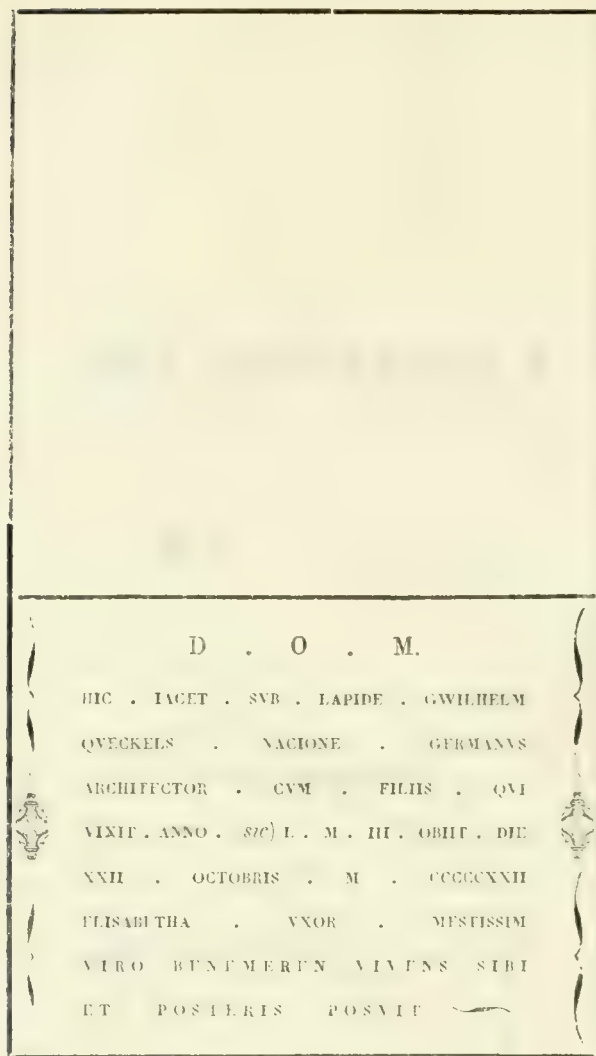 D . O . M.
HIC . IACET . SVB . LAPIDE . GWILHELM
QVECKELS . NACIONE . GERMANVS
ARCHITECTOR . CVM . FILIIS . QVI
VIXIT . ANNO . sic) L . M . III . OBIIT . DIE
XXII . OCTOBRIS . M . CCCCCXXII
ELISABETHA . VXOR . MESTISSIM
VIRO BENEMEREN VIVENS SIBI
ET POSTERIS POSVIT